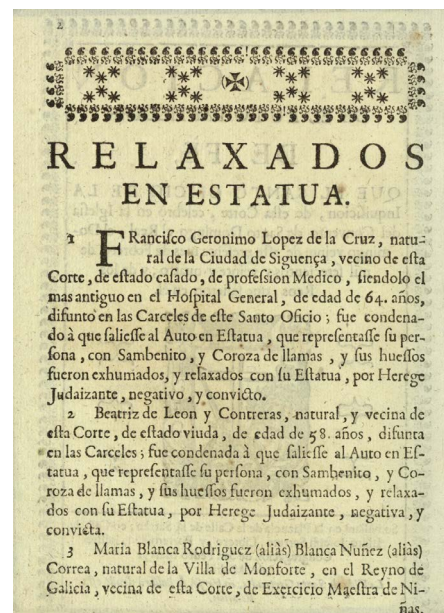 2
RELAXADOS
EN ESTATUA.
1 FRanciſco Geronimo Lopez de la Cruz, natu-
ral de la Ciudad de Siguença, vecino de eſta
Corte, de eſtado caſado, de profeſsion Medico, ſiendolo el
mas antiguo en el Hoſpital General, de edad de 64. años,
difunto en las Carceles de eſte Santo Oficio; fue condena-
do à que ſalieſſe al Auto en Eſtatua, que repreſentaſſe ſu per-
ſona, con Sambenito, y Coroza de llamas, y sus hueſſos
fueron exhumados, y relaxados con ſu Eſtatua, por Herege
Judaizante, negativo, y convicto.
2 Beatriz de Leon y Contreras, natural, y vecina de
eſta Corte, de eſtado viuda, de edad de 58. años, difunta
en las Carceles; fue condenada à que ſalieſſe al Auto en Eſ-
tatua, que repreſentaſſe ſu perſona, con Sambenito, y Co-
roza de llamas, y ſus hueſſos fueron exhumados, y relaxa-
dos con ſu Eſtatua, por Herege Judaizante, negativa, y
convicta.
3 Maria Blanca Rodriguez (aliàs) Blanca Nuñez (aliàs)
Correa, natural de la Villa de Monforte, en el Reyno de
Galicia, vecina de eſta Corte, de Exercicio Maeſtra de Ni-
ñas,